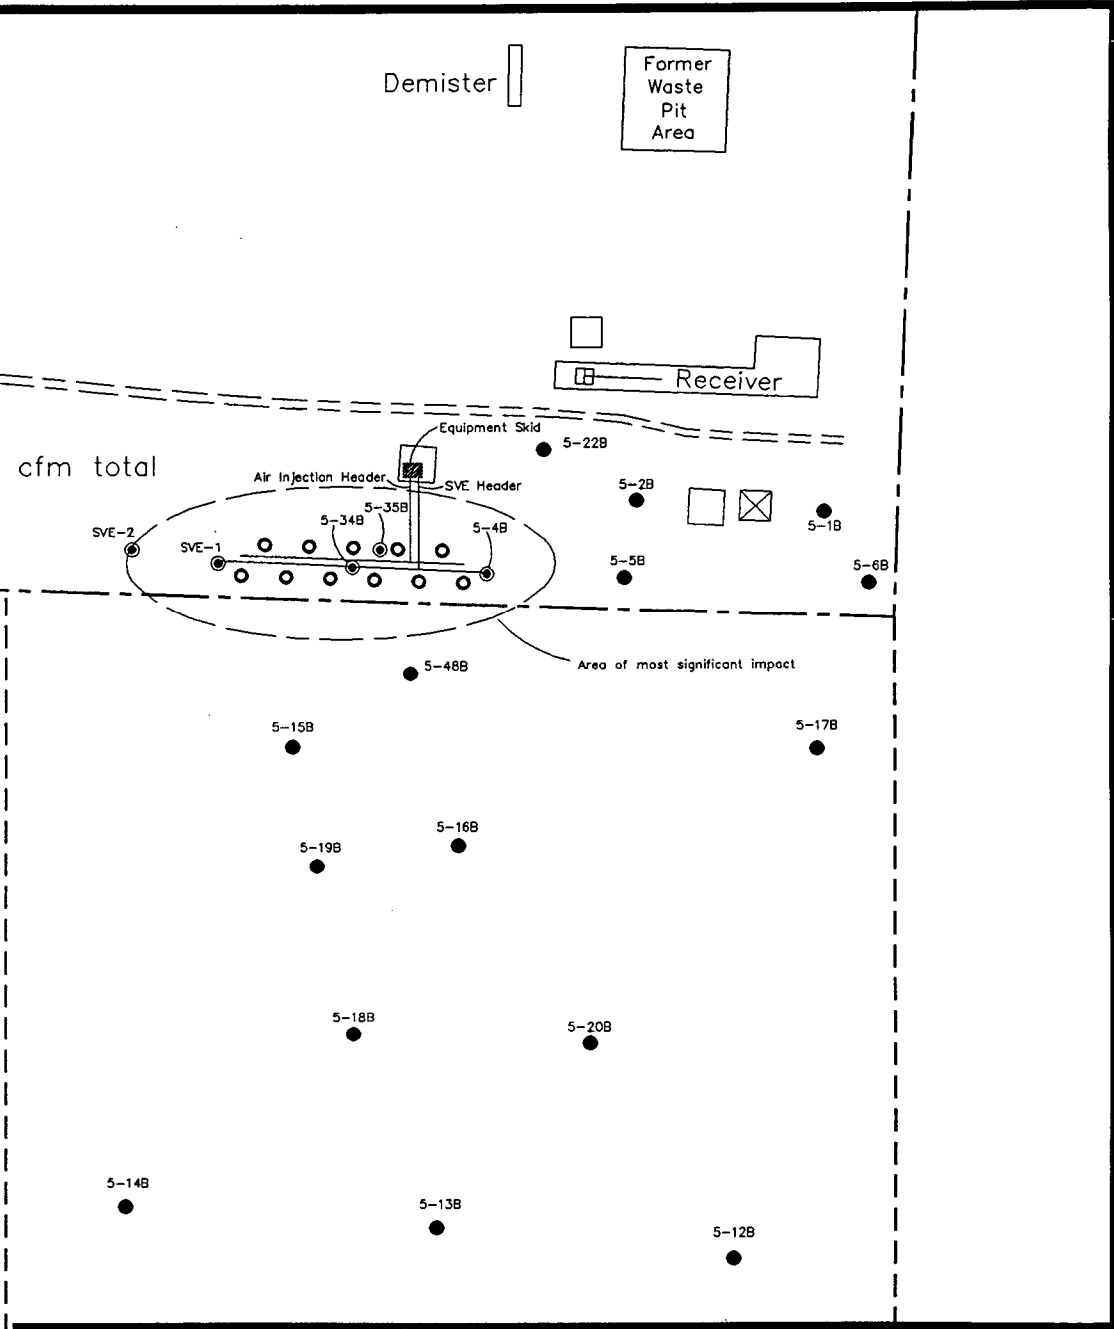 Demister
Former
Waste
Pit
Area
Receiver
Equipment Skid
5-22B
cfm total
Air Injection Header
SVE Header
5-2B
5-35B
5-34B
5-4B
5-1B
SVE-2
SVE-1
5-5B
5-6B
5-48B
Area of most significant impact
5-15B
5-17B
5-16B
5-19B
5-18B
5-20B
5-14B
5-13B
5-12B